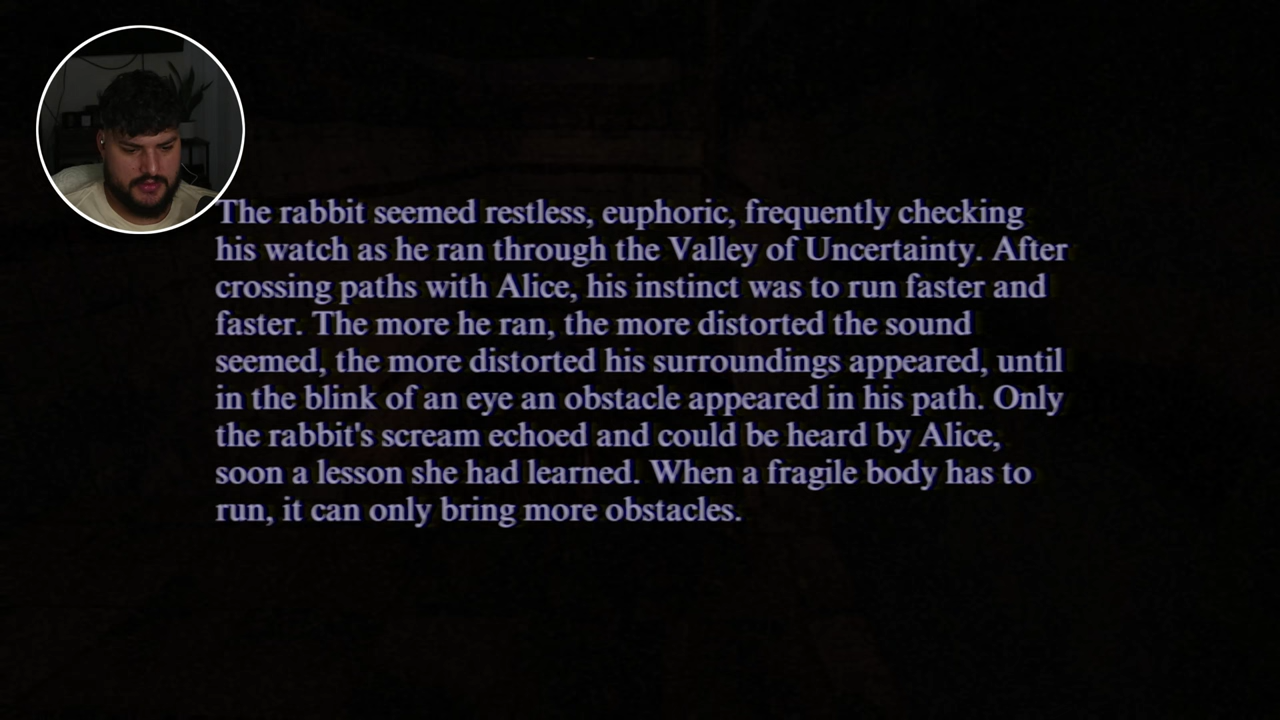 The rabbit seemed restless, euphoric, frequently checking
his watch as he ran through the Valley of Uncertainty. After
crossing paths with Alice, his instinct was to run faster and
faster. The more he ran, the more distorted the sound
seemed, the more distorted his surroundings appeared, until
in the blink of an eye an obstacle appeared in his path. Only
the rabbit's scream echoed and could be heard by Alice,
soon a lesson she had learned. When a fragile body has to
run, it can only bring more obstacles.